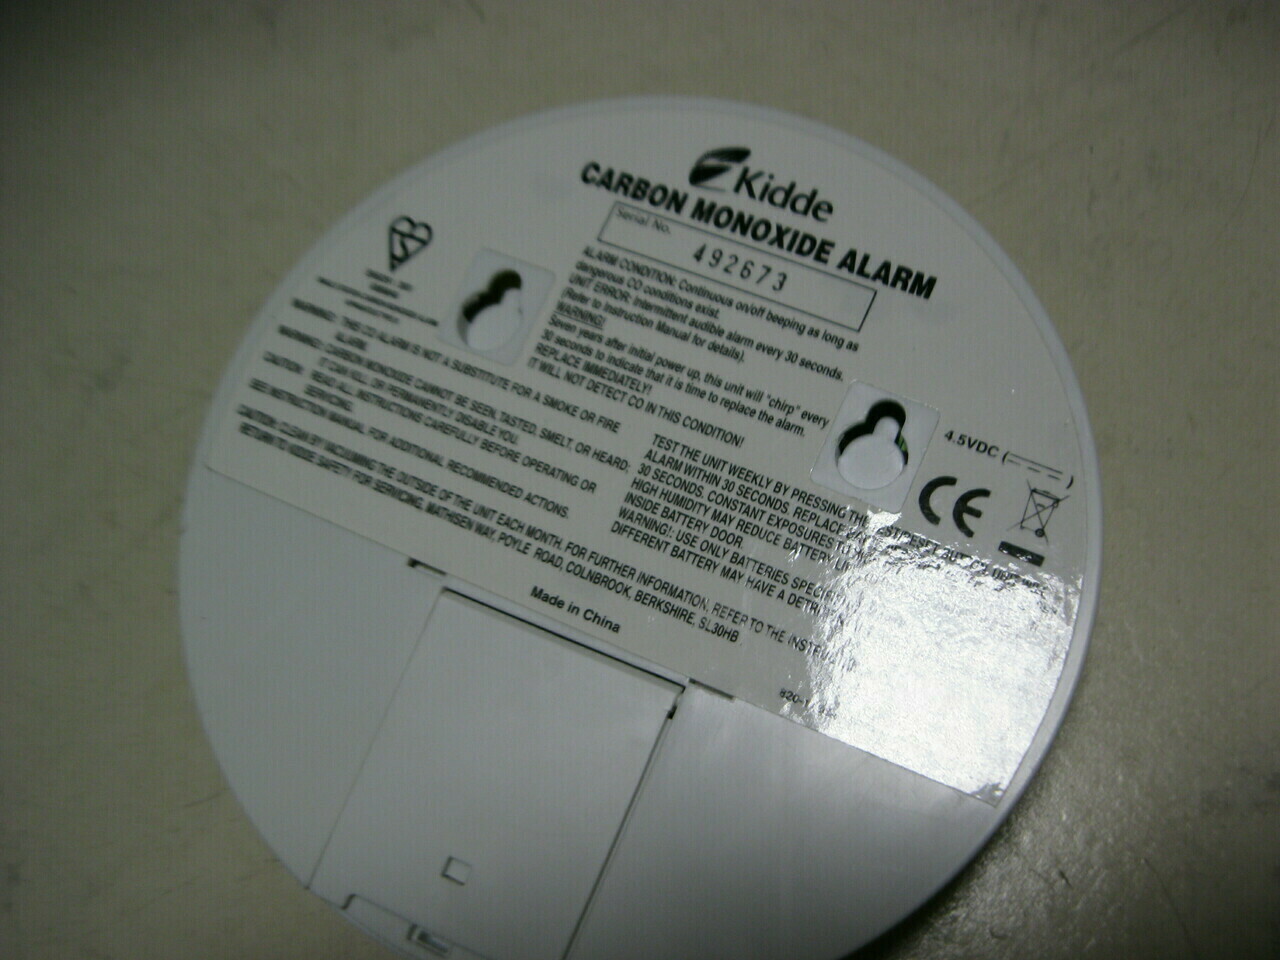 Kidde
CARBON MONOXIDE ALARM
Serial No.
492673
ALARM CONDITION: Continuous on/off beeping as long as
dangerous CO conditions exist.
UNIT ERROR: Intermittent audible alarm every 30 seconds.
(Refer to Instruction Manual for details).
WARNING!
Seven years after initial power up, this unit will "chirp" every
30 seconds to indicate that it is time to replace the alarm.
REPLACE IMMEDIATELY!
IT WILL NOT DETECT CO IN THIS CONDITION!
WARNING: THIS CO ALARM IS NOT A SUBSTITUTE FOR A SMOKE OR FIRE
ALARM.
WARNING: CARBON MONOXIDE CANNOT BE SEEN, TASTED, SMELT, OR HEARD:
IT CAN KILL OR PERMANENTLY DISABLE YOU.
CAUTION: READ ALL INSTRUCTIONS CAREFULLY BEFORE OPERATING OR
SERVICING.
SEE INSTRUCTION MANUAL FOR ADDITIONAL RECOMMENDED ACTIONS.
TEST THE UNIT WEEKLY BY PRESSING THE TEST/RESET
ALARM WITHIN 30 SECONDS, REPLACE
30 SECONDS. CONSTANT EXPOSURES TO
HIGH HUMIDITY MAY REDUCE BATTERY
INSIDE BATTERY DOOR.
WARNING!: USE ONLY BATTERIES
DIFFERENT BATTERY MAY HAVE A
CAUTION: CLEAN BY VACUUMING THE OUTSIDE OF THE UNIT EACH MONTH. FOR FURTHER INFORMATION, REFER TO THE
RETURN TO KIDDE SAFETY FOR SERVICING, MATHISEN WAY, POYLE ROAD, COLNBROOK, BERKSHIRE, SL30HB
Made in China
4.5VDC
CE